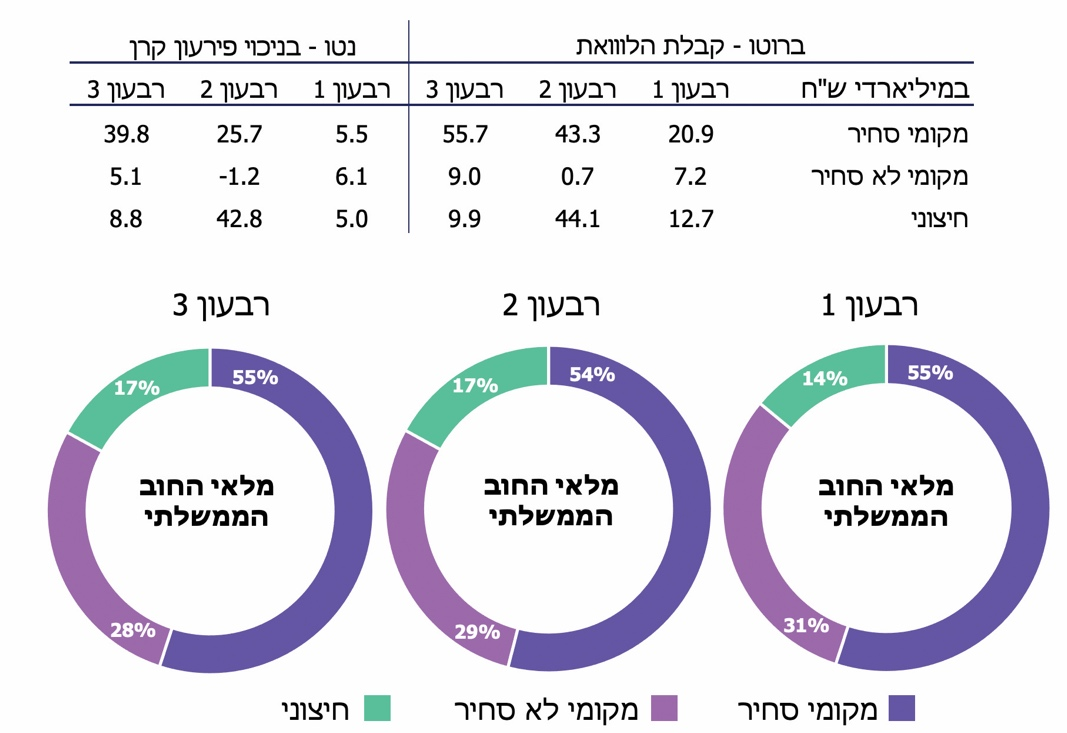 ברוטו - קבלת הלוואת נטו - בניכוי פירעון קרן
במיליארדי ש"ח רבעון 1 רבעון 2 רבעון 3 רבעון 1 רבעון 2 רבעון 3
מקומי סחיר 20.9 43.3 55.7 5.5 25.7 39.8
מקומי לא סחיר 7.2 0.7 9.0 6.1 -1.2 5.1
חיצוני 12.7 44.1 9.9 5.0 42.8 8.8
רבעון 1 רבעון 2 רבעון 3
55% 14% 54% 17% 55% 17%
מלאי החוב מלאי החוב מלאי החוב
הממשלתי הממשלתי הממשלתי
31% 29% 28%
מקומי סחיר מקומי לא סחיר חיצוני